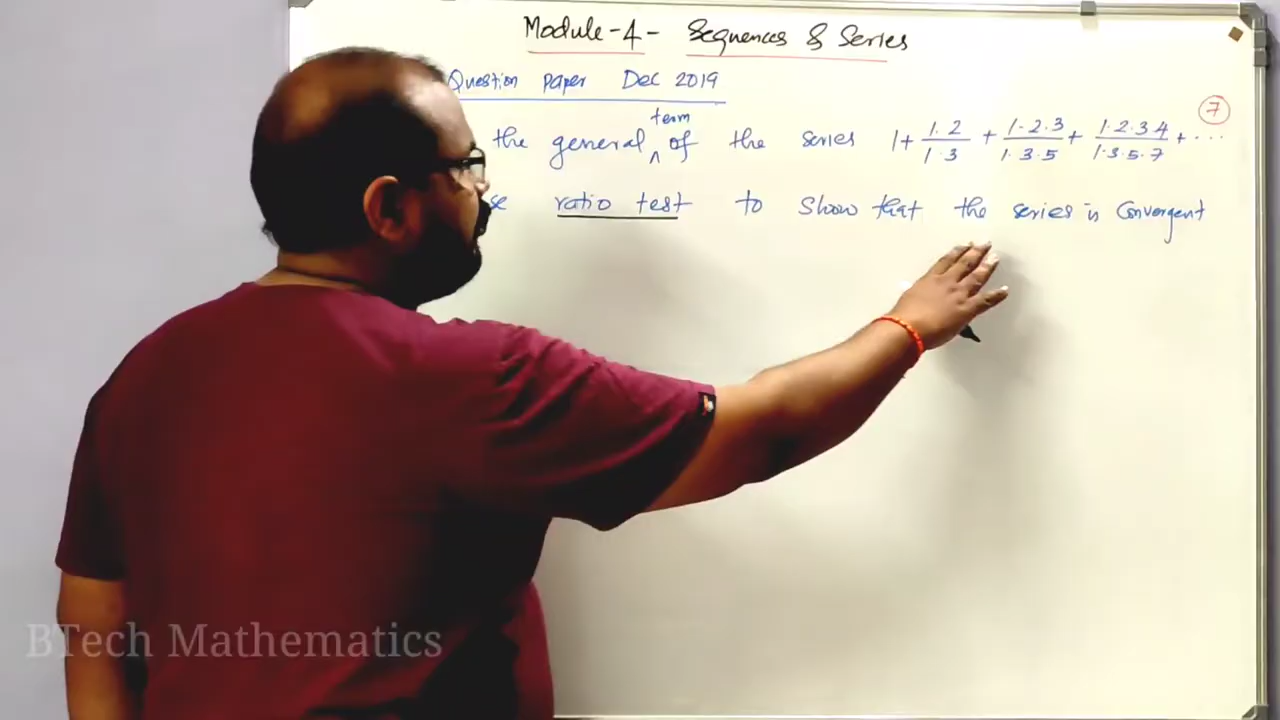 Module-4- Sequences & Series
Question Paper Dec 2019
7
the general term of the series 1 + 1.2/1.3 + 1.2.3/1.3.5 + 1.2.3.4/1.3.5.7 + ...
se ratio test to show that the series is convergent
BTech Mathematics